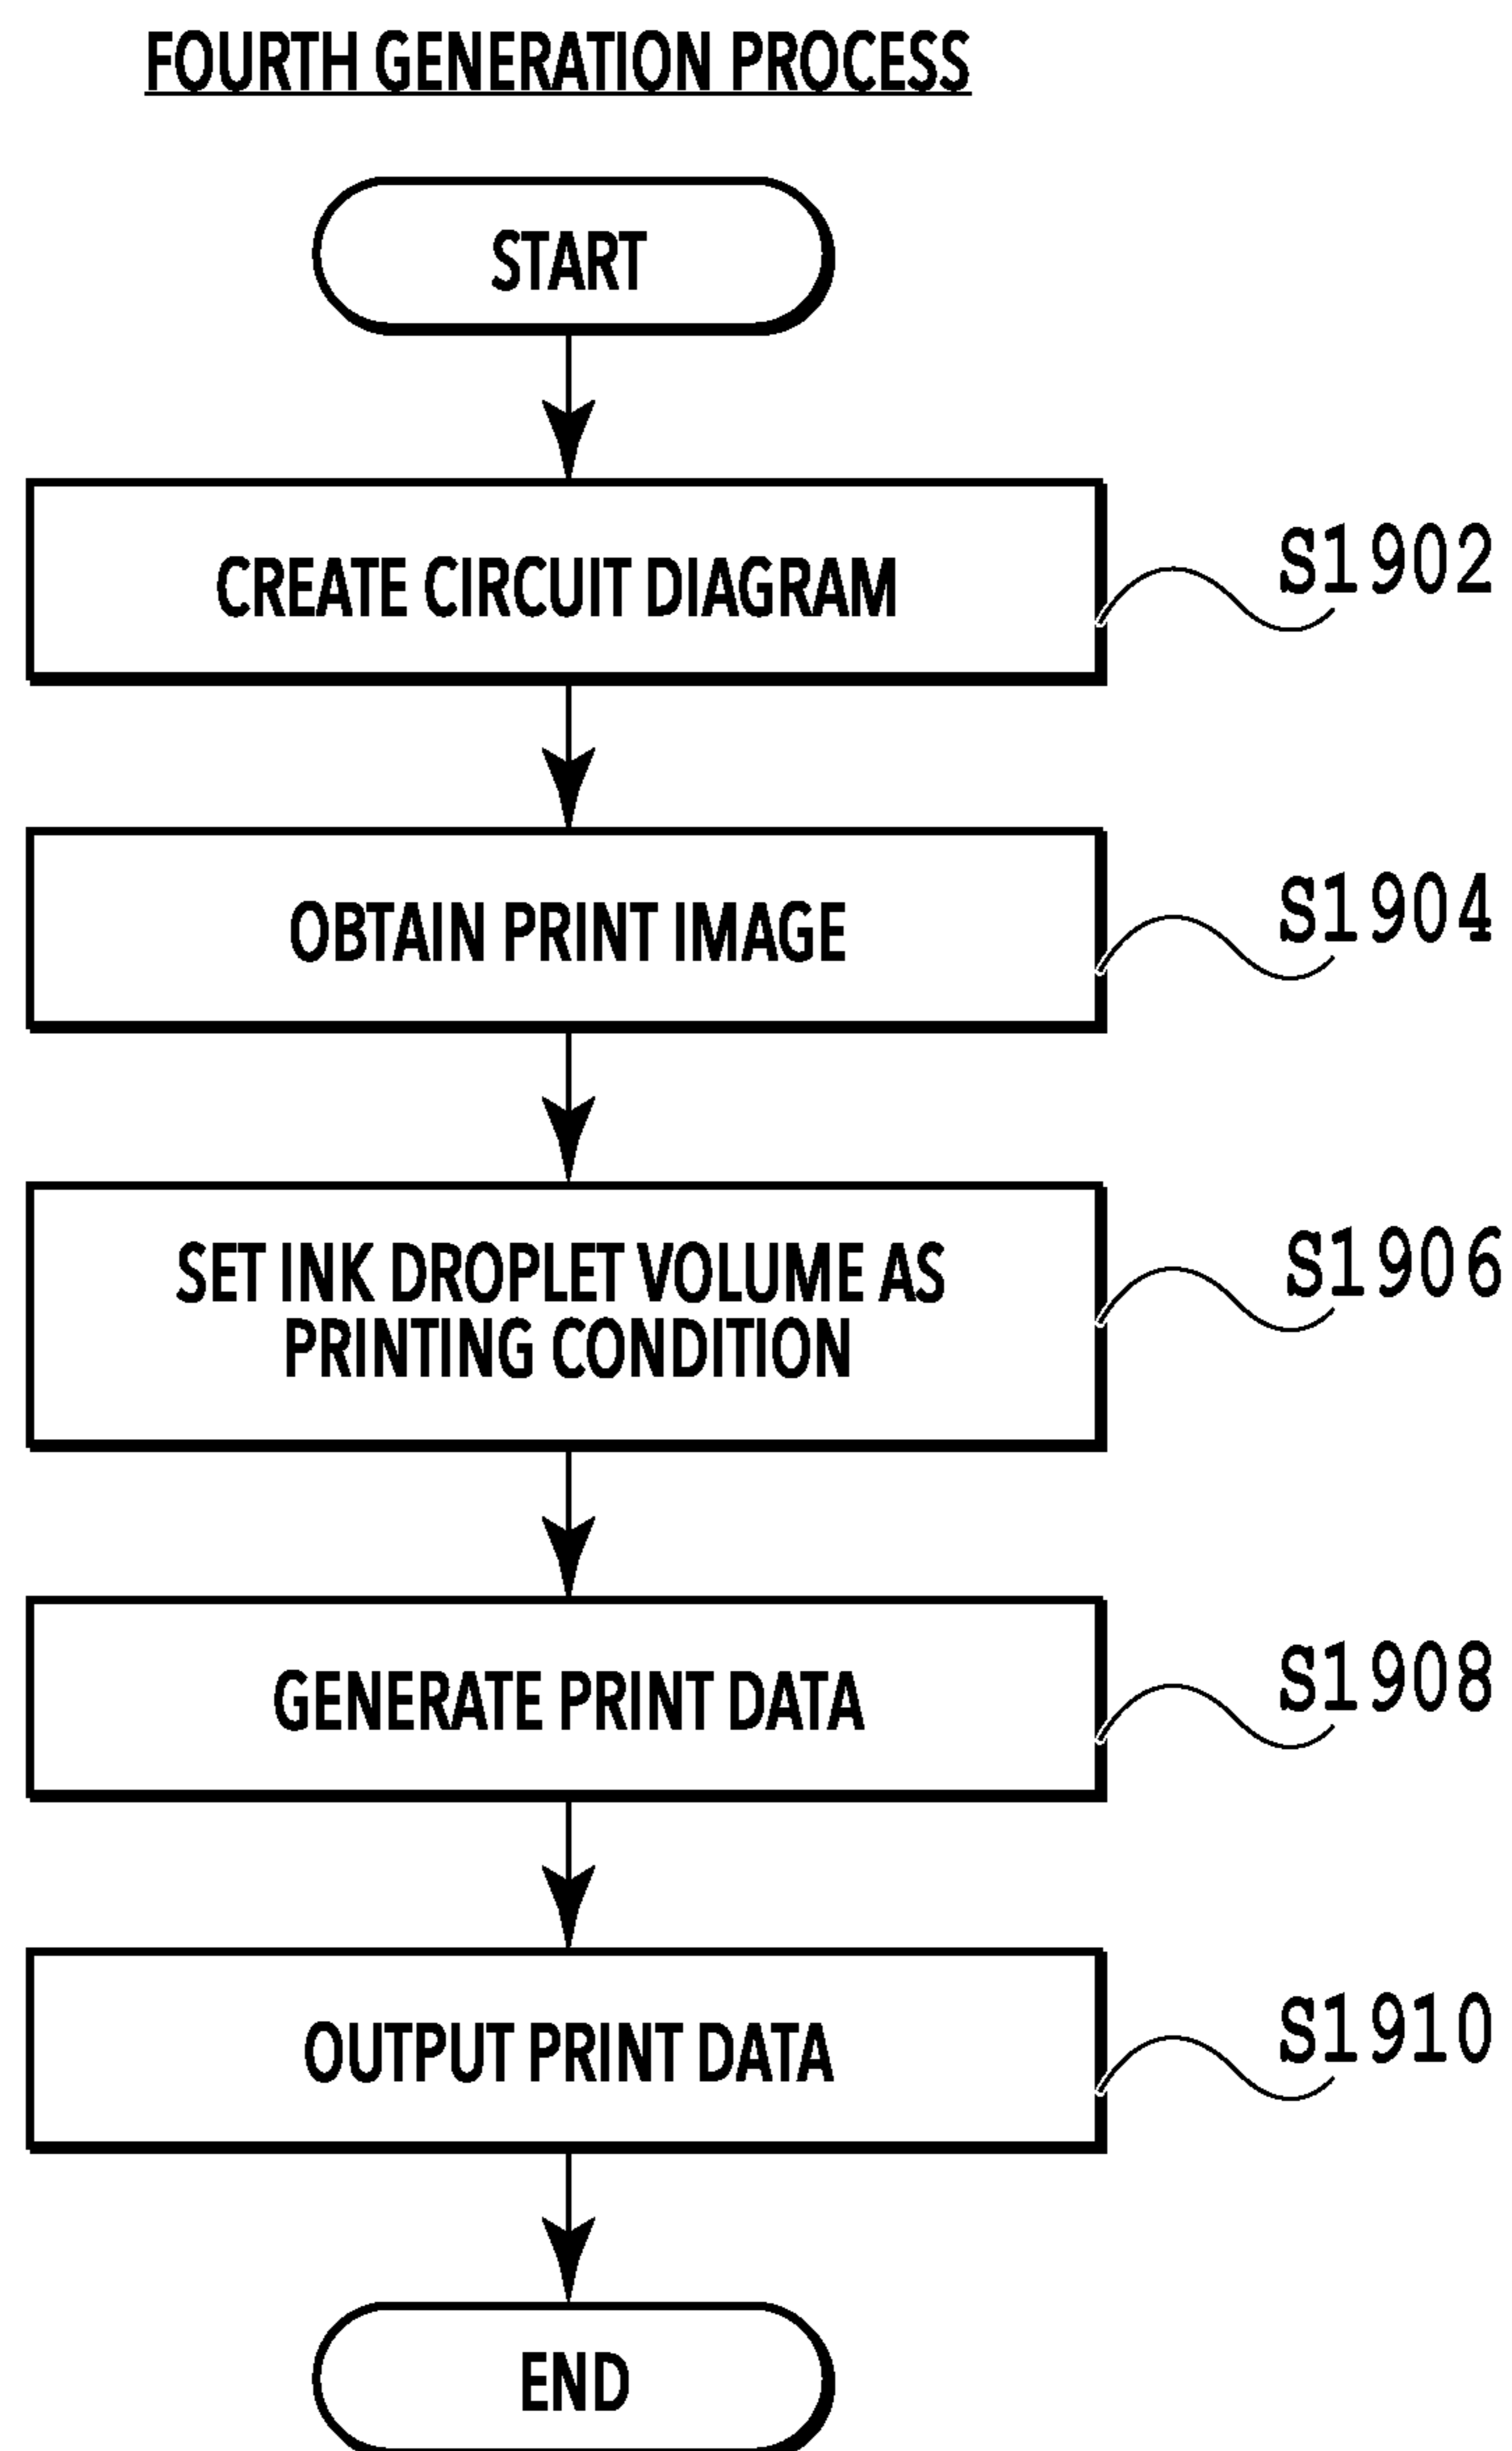 FOURTH GENERATION PROCESS
START
CREATE CIRCUIT DIAGRAM
S1902
OBTAIN PRINT IMAGE
S1904
SET INK DROPLET VOLUME AS
PRINTING CONDITION
S1906
GENERATE PRINT DATA
S1908
OUTPUT PRINT DATA
S1910
END